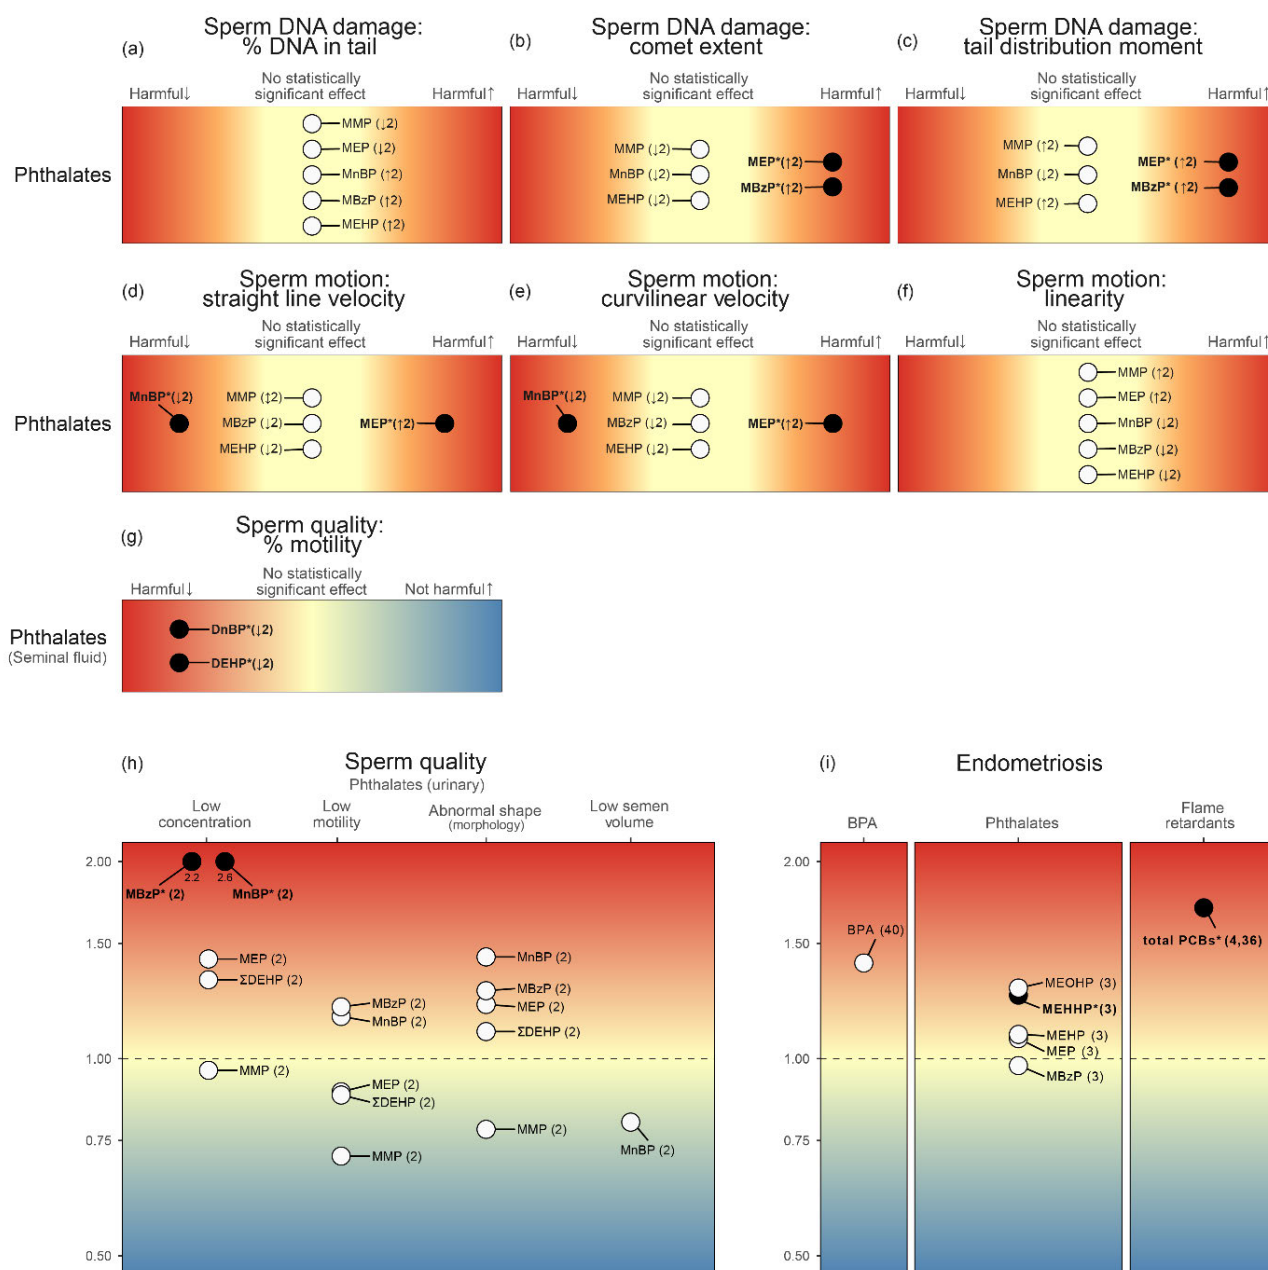 (a)
Sperm DNA damage:
% DNA in tail
Harmful↓
No statistically
significant effect
Harmful↑
Phthalates
MMP (↓2)
MEP (↓2)
MnBP (↑2)
MBzP (↑2)
MEHP (↑2)
(b)
Sperm DNA damage:
comet extent
Harmful↓
No statistically
significant effect
Harmful↑
MMP (↓2)
MnBP (↓2)
MEHP (↓2)
MEP*(↑2)
MBzP*(↑2)
(c)
Sperm DNA damage:
tail distribution moment
Harmful↓
No statistically
significant effect
Harmful↑
MMP (↑2)
MnBP (↓2)
MEHP (↑2)
MEP* (↑2)
MBzP* (↑2)
(d)
Sperm motion:
straight line velocity
Harmful↓
No statistically
significant effect
Harmful↑
Phthalates
MnBP*(↓2)
MMP (↕2)
MBzP (↓2)
MEHP (↓2)
MEP*(↑2)
(e)
Sperm motion:
curvilinear velocity
Harmful↓
No statistically
significant effect
Harmful↑
MnBP*(↓2)
MMP (↓2)
MBzP (↓2)
MEHP (↓2)
MEP*(↑2)
(f)
Sperm motion:
linearity
Harmful↓
No statistically
significant effect
Harmful↑
MMP (↑2)
MEP (↑2)
MnBP (↓2)
MBzP (↓2)
MEHP (↓2)
(g)
Sperm quality:
% motility
Harmful↓
No statistically
significant effect
Not harmful↑
Phthalates
(Seminal fluid)
DnBP*(↓2)
DEHP*(↓2)
(h)
Sperm quality
Phthalates (urinary)
Low
concentration
Low
motility
Abnormal shape
(morphology)
Low semen
volume
2.00
1.50
1.00
0.75
0.50
2.2
2.6
MBzP* (2)
MnBP* (2)
MEP (2)
ΣDEHP (2)
MMP (2)
MBzP (2)
MnBP (2)
MEP (2)
ΣDEHP (2)
MMP (2)
MnBP (2)
MBzP (2)
MEP (2)
ΣDEHP (2)
MMP (2)
MnBP (2)
(i)
Endometriosis
BPA
Phthalates
Flame
retardants
2.00
1.50
1.00
0.75
0.50
BPA (40)
MEOHP (3)
MEHHP*(3)
MEHP (3)
MEP (3)
MBzP (3)
total PCBs* (4,36)